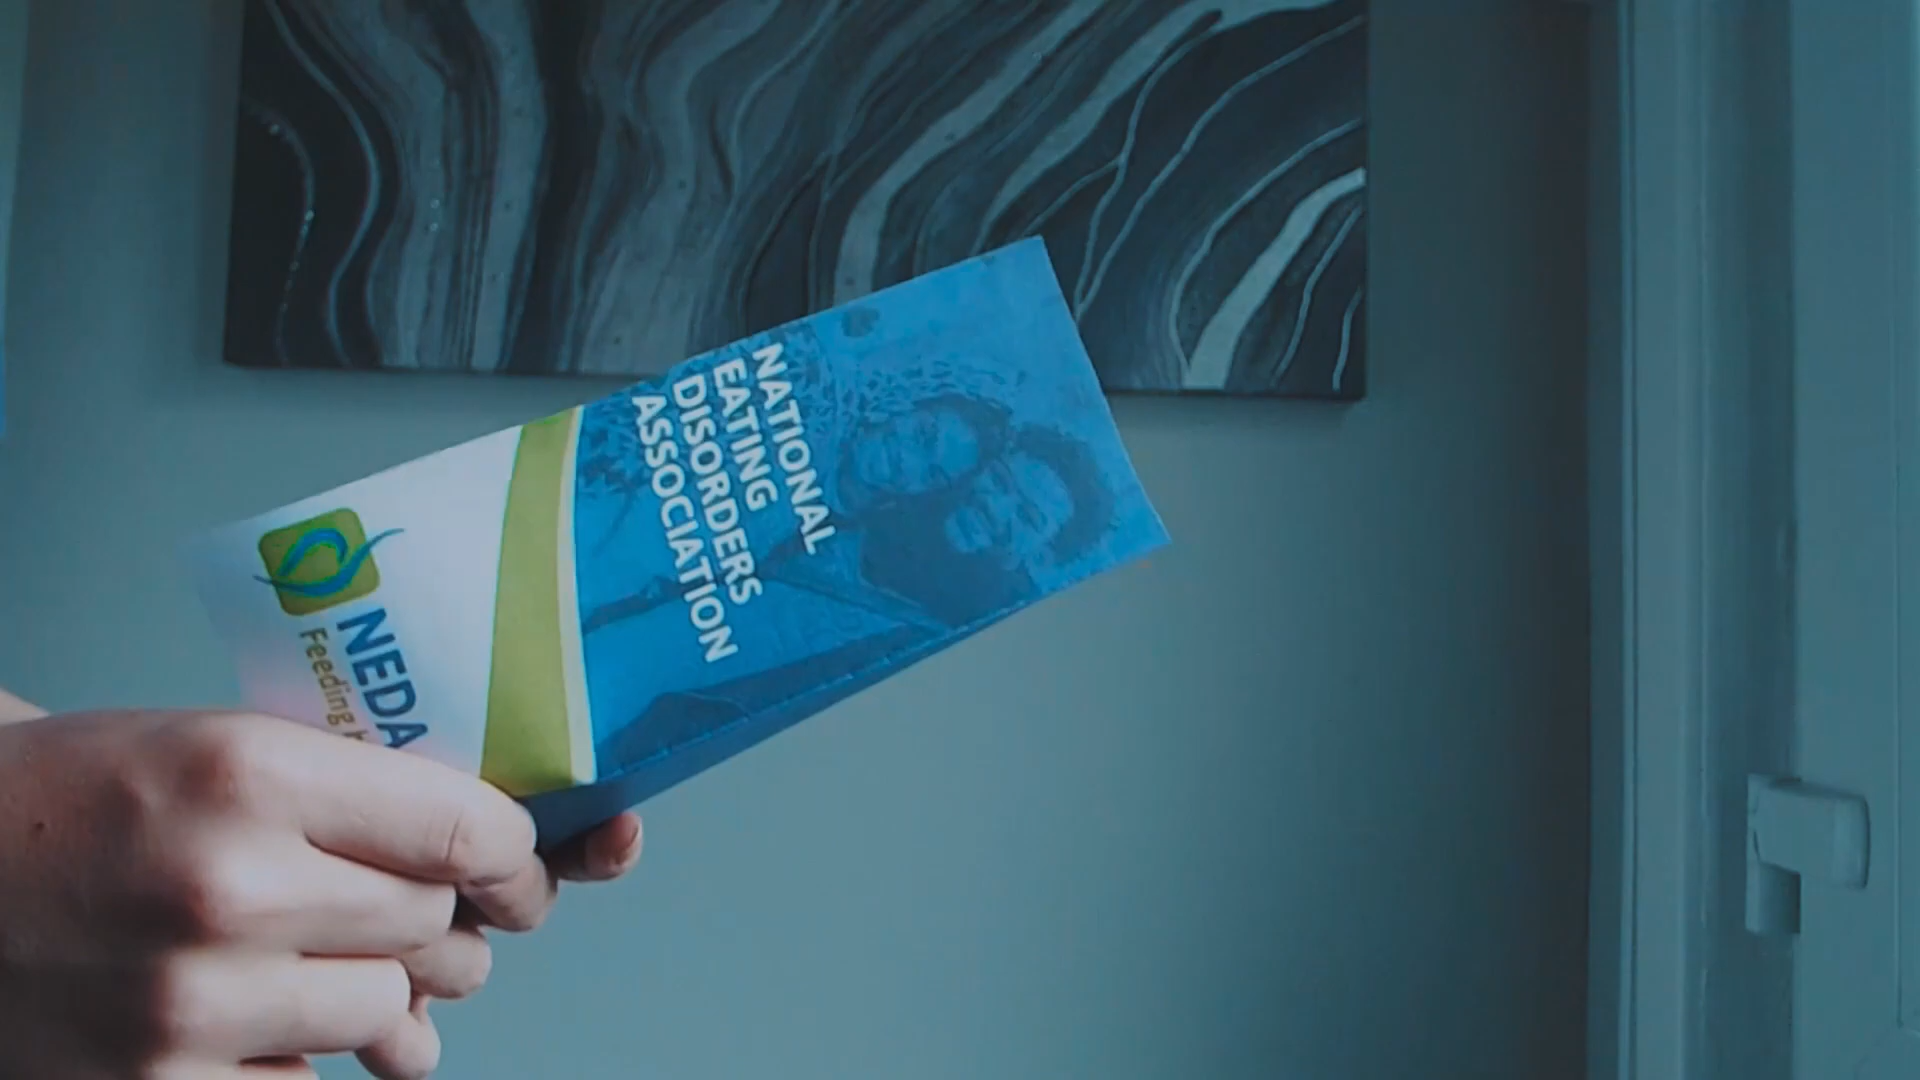 NATIONAL
EATING
DISORDERS
ASSOCIATION
NEDA
Feeding